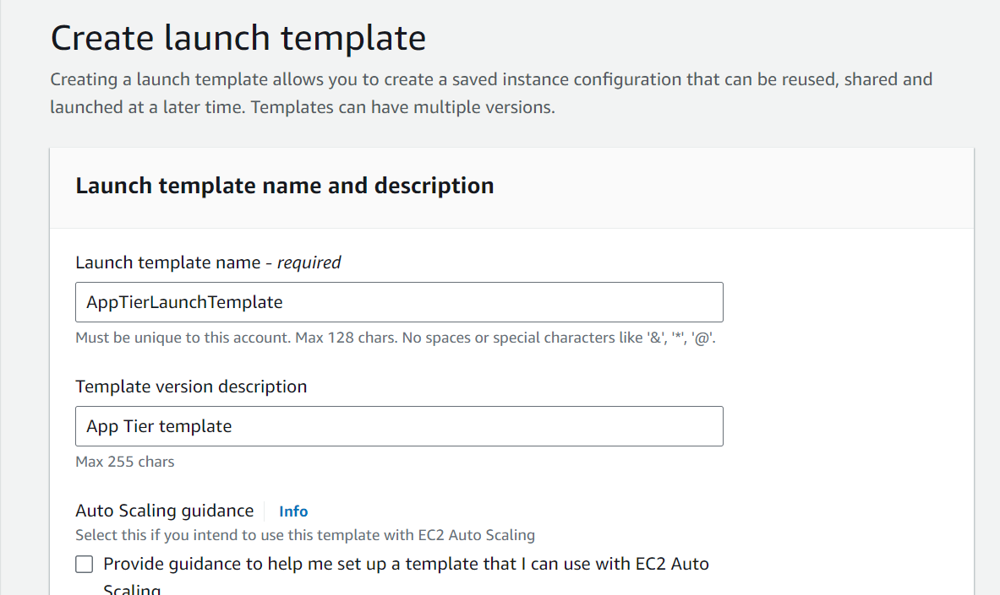 Create launch template
Creating a launch template allows you to create a saved instance configuration that can be reused, shared and
launched at a later time. Templates can have multiple versions.
Launch template name and description
Launch template name - required
AppTierLaunchTemplate
Must be unique to this account. Max 128 chars. No spaces or special characters like '&', '*', '@'.
Template version description
App Tier template
Max 255 chars
Auto Scaling guidance Info
Select this if you intend to use this template with EC2 Auto Scaling
Provide guidance to help me set up a template that I can use with EC2 Auto
Scaling